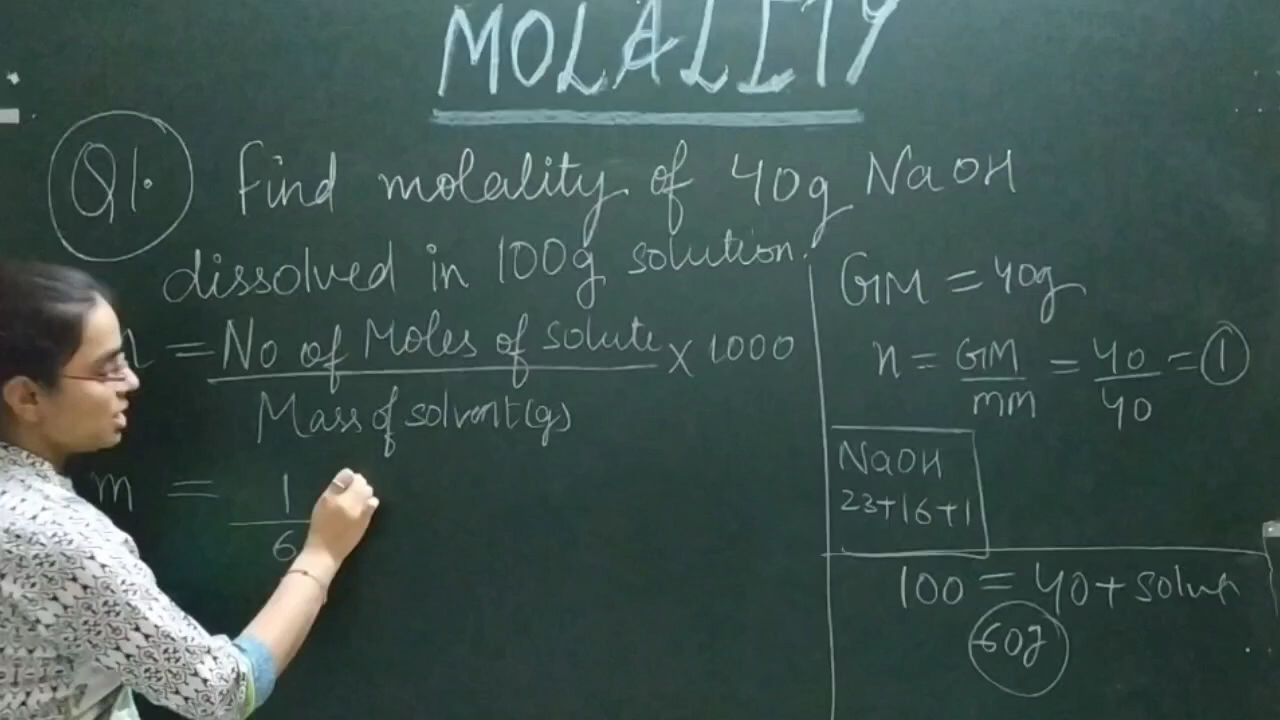 MOLALITY
Q1. Find molality of 40g NaOH
dissolved in 100g solution.
= No of Moles of solute × 1000
Mass of solvent (g)
m = 1
6
GM = 40g
n = GM = 40 = 1
mm 40
NaOH
23+16+1
100 = 40 +
60g